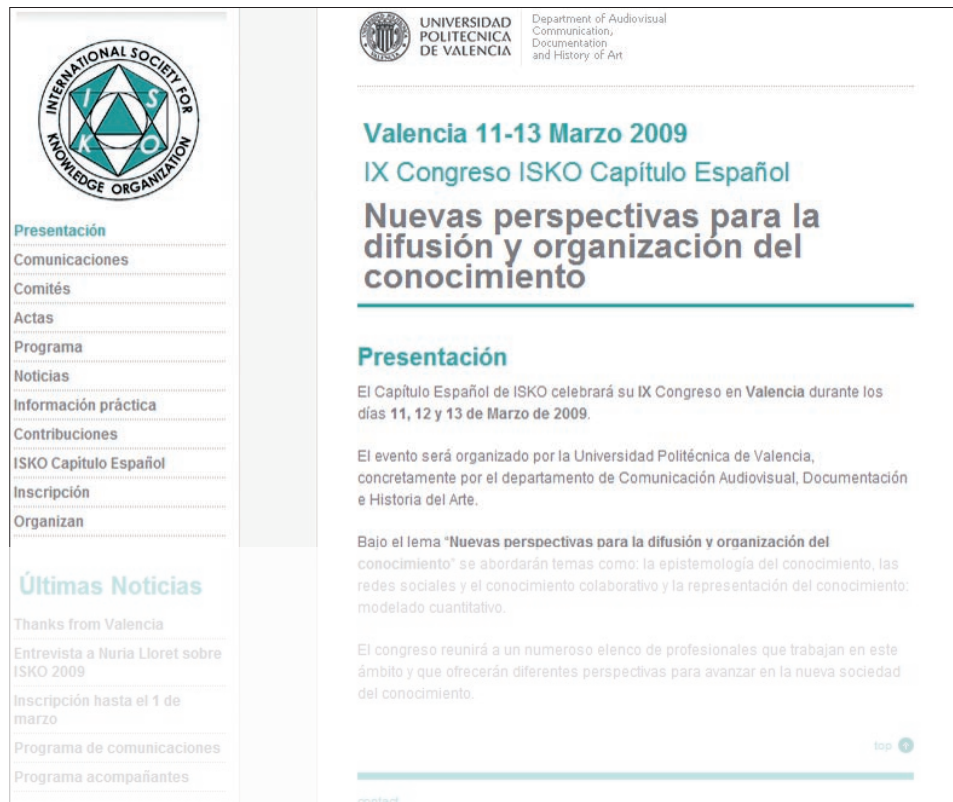 INTERNATIONAL SOCIETY FOR
KNOWLEDGE ORGANIZATION
I S
K O
Presentación
Comunicaciones
Comités
Actas
Programa
Noticias
Información práctica
Contribuciones
ISKO Capítulo Español
Inscripción
Organizan
Últimas Noticias
Thanks from Valencia
Entrevista a Nuria Lloret sobre
ISKO 2009
Inscripción hasta el 1 de
marzo
Programa de comunicaciones
Programa acompañantes
UNIVERSIDAD
POLITECNICA
DE VALENCIA
Department of Audiovisual
Communication,
Documentation
and History of Art
Valencia 11-13 Marzo 2009
IX Congreso ISKO Capítulo Español
Nuevas perspectivas para la
difusión y organización del
conocimiento
Presentación
El Capítulo Español de ISKO celebrará su IX Congreso en Valencia durante los
días 11, 12 y 13 de Marzo de 2009.
El evento será organizado por la Universidad Politécnica de Valencia,
concretamente por el departamento de Comunicación Audiovisual, Documentación
e Historia del Arte.
Bajo el lema “Nuevas perspectivas para la difusión y organización del
conocimiento” se abordarán temas como: la epistemología del conocimiento, las
redes sociales y el conocimiento colaborativo y la representación del conocimiento:
modelado cuantitativo.
El congreso reunirá a un numeroso elenco de profesionales que trabajan en este
ámbito y que ofrecerán diferentes perspectivas para avanzar en la nueva sociedad
del conocimiento.
top